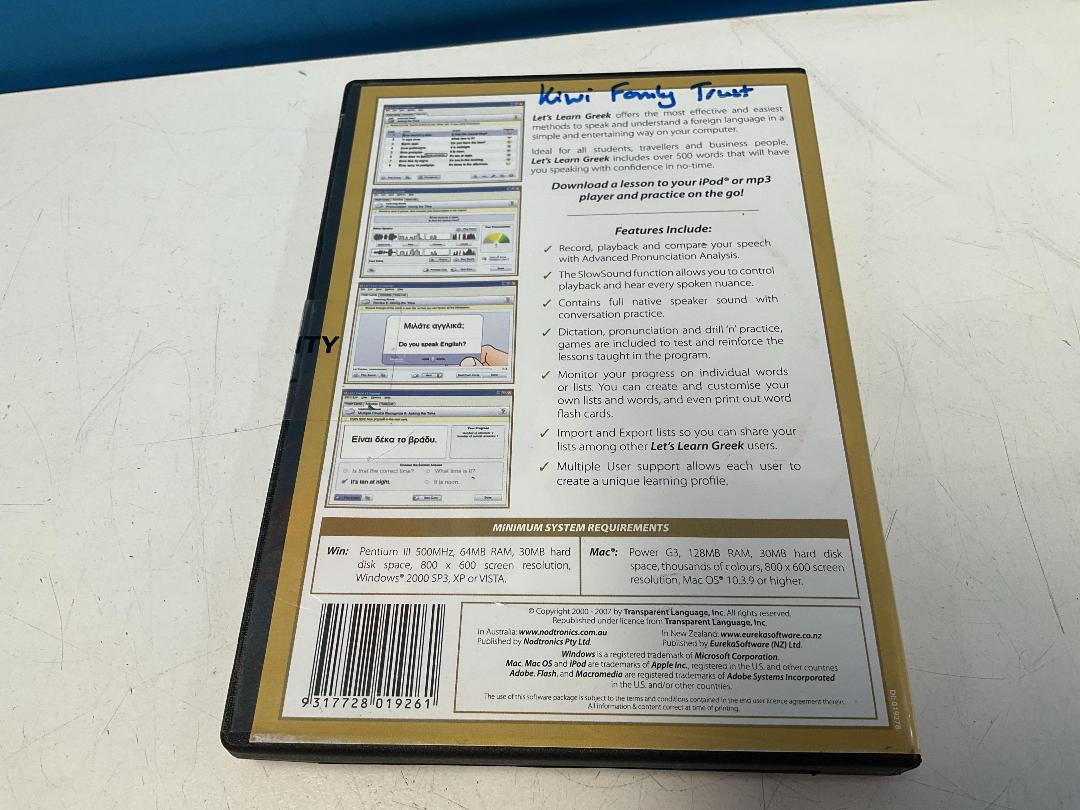 Kiwi Family Trust
Let's Learn Greek offers the most effective and easiest
methods to speak and understand a foreign language in a
simple and entertaining way on your computer.
Ideal for all students, travellers and business people,
Let's Learn Greek includes over 500 words that will have
you speaking with confidence in no-time.
Download a lesson to your iPod® or mp3
player and practice on the go!
Features Include:
✓ Record, playback and compare your speech
with Advanced Pronunciation Analysis.
✓ The SlowSound function allows you to control
playback and hear every spoken nuance.
✓ Contains full native speaker sound with
conversation practice.
✓ Dictation, pronunciation and drill 'n' practice,
games are included to test and reinforce the
lessons taught in the program.
✓ Monitor your progress on individual words
or lists. You can create and customise your
own lists and words, and even print out word
flash cards.
✓ Import and Export lists so you can share your
lists among other Let's Learn Greek users.
✓ Multiple User support allows each user to
create a unique learning profile.
ITY
Μιλάτε αγγλικά;
Do you speak English?
Είναι δέκα το βράδυ.
Is that the correct time?
What time is it?
It's ten at night.
It is noon.
MINIMUM SYSTEM REQUIREMENTS
Win: Pentium III 500MHz, 64MB RAM, 30MB hard
disk space, 800 x 600 screen resolution,
Windows® 2000 SP3, XP or VISTA.
Mac®: Power G3, 128MB RAM, 30MB hard disk
space, thousands of colours, 800 x 600 screen
resolution, Mac OS® 10.3.9 or higher.
© Copyright 2000 - 2007 by Transparent Language, Inc. All rights reserved.
Republished under licence from Transparent Language, Inc.
in Australia: www.nodtronics.com.au
Published by Nodtronics Pty Ltd.
In New Zealand: www.eurekasoftware.co.nz
Published by EurekaSoftware (NZ) Ltd.
Windows is a registered trademark of Microsoft Corporation.
Mac, Mac OS and iPod are trademarks of Apple Inc., registered in the U.S. and other countries
Adobe, Flash, and Macromedia are registered trademarks of Adobe Systems Incorporated
in the U.S. and/or other countries.
The use of this software package is subject to the terms and conditions contained in the end user licence agreement therein.
All information & content correct at time of printing.
9317728019261